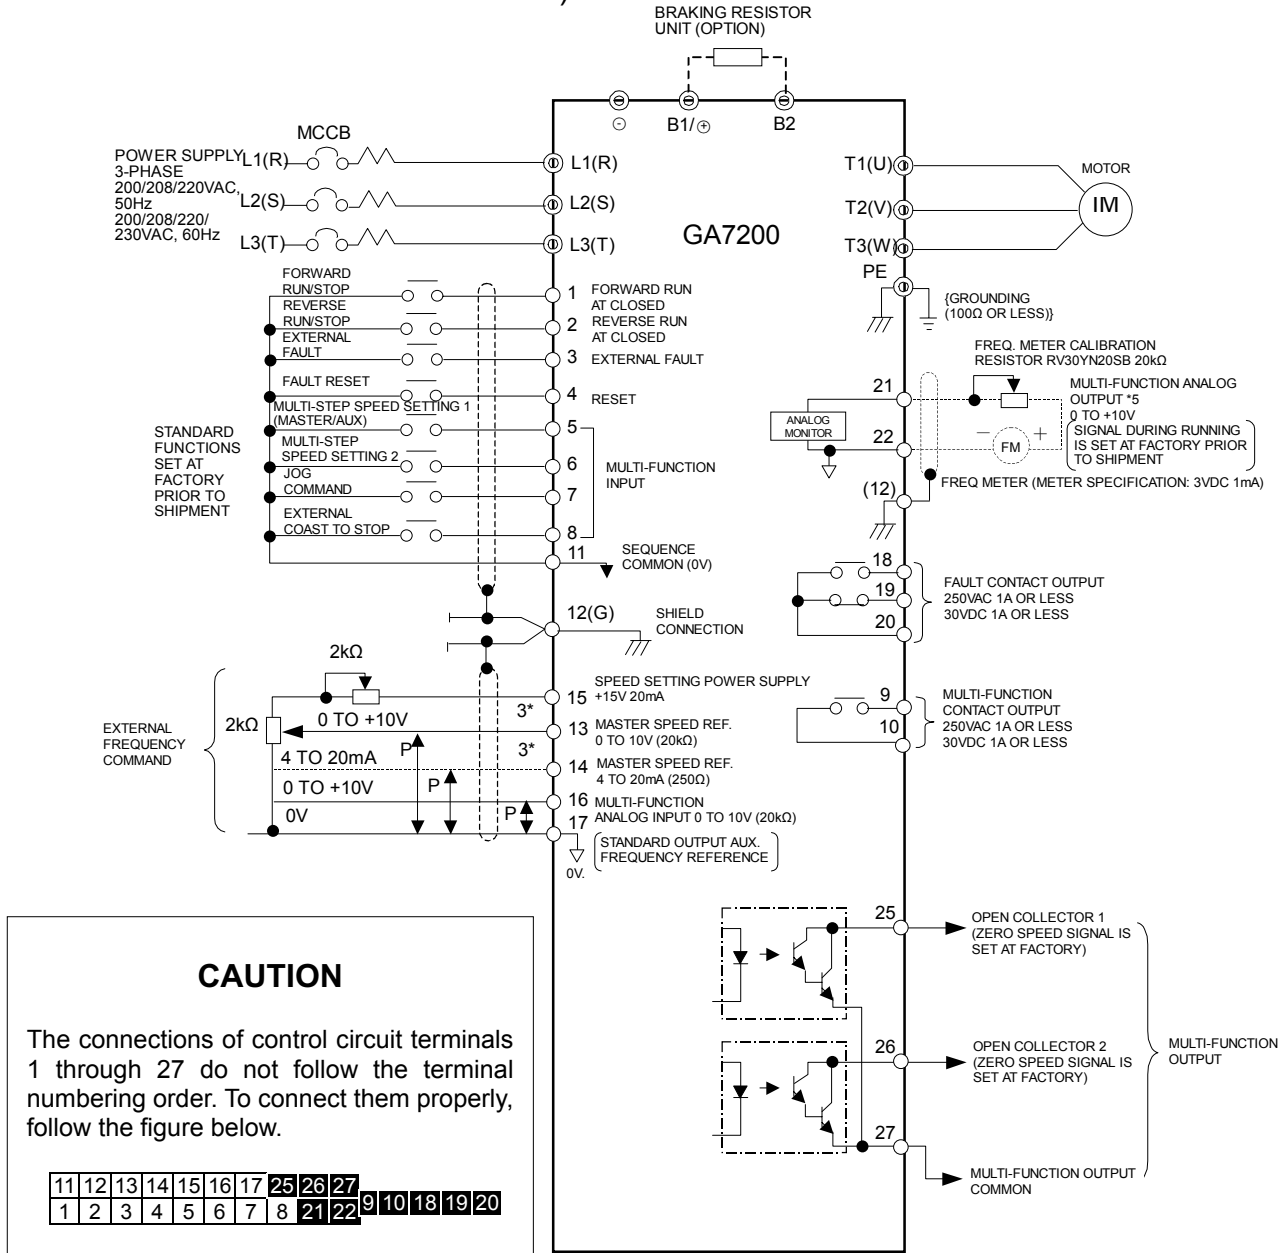 )
BRAKING RESISTOR
UNIT (OPTION)
⊖
B1/⊕
B2
MCCB
POWER SUPPLY
3-PHASE
200/208/220VAC,
50Hz
200/208/220/
230VAC, 60Hz
L1(R)
L2(S)
L3(T)
L1(R)
L2(S)
L3(T)
GA7200
T1(U)
T2(V)
T3(W)
PE
MOTOR
IM
{GROUNDING
(100Ω OR LESS)}
FORWARD
RUN/STOP
REVERSE
RUN/STOP
EXTERNAL
FAULT
FAULT RESET
MULTI-STEP SPEED SETTING 1
(MASTER/AUX)
MULTI-STEP
SPEED SETTING 2
JOG
COMMAND
EXTERNAL
COAST TO STOP
STANDARD
FUNCTIONS
SET AT
FACTORY
PRIOR TO
SHIPMENT
1 FORWARD RUN
AT CLOSED
2 REVERSE RUN
AT CLOSED
3 EXTERNAL FAULT
4 RESET
5
6
7
8
MULTI-FUNCTION
INPUT
11 SEQUENCE
COMMON (0V)
12(G) SHIELD
CONNECTION
FREQ. METER CALIBRATION
RESISTOR RV30YN20SB 20kΩ
21
22
(12)
ANALOG
MONITOR
− FM +
MULTI-FUNCTION ANALOG
OUTPUT *5
0 TO +10V
SIGNAL DURING RUNNING
IS SET AT FACTORY PRIOR
TO SHIPMENT
FREQ METER (METER SPECIFICATION: 3VDC 1mA)
18
19
20
FAULT CONTACT OUTPUT
250VAC 1A OR LESS
30VDC 1A OR LESS
9
10
MULTI-FUNCTION
CONTACT OUTPUT
250VAC 1A OR LESS
30VDC 1A OR LESS
EXTERNAL
FREQUENCY
COMMAND
2kΩ
2kΩ
0 TO +10V
4 TO 20mA
0 TO +10V
0V
P
P
P
3*
3*
15 SPEED SETTING POWER SUPPLY
+15V 20mA
13 MASTER SPEED REF.
0 TO 10V (20kΩ)
14 MASTER SPEED REF.
4 TO 20mA (250Ω)
16 MULTI-FUNCTION
ANALOG INPUT 0 TO 10V (20kΩ)
17
STANDARD OUTPUT AUX.
FREQUENCY REFERENCE
0V.
25
OPEN COLLECTOR 1
(ZERO SPEED SIGNAL IS
SET AT FACTORY)
26
OPEN COLLECTOR 2
(ZERO SPEED SIGNAL IS
SET AT FACTORY)
27
MULTI-FUNCTION OUTPUT
COMMON
MULTI-FUNCTION
OUTPUT
CAUTION
The connections of control circuit terminals
1 through 27 do not follow the terminal
numbering order. To connect them properly,
follow the figure below.
11 12 13 14 15 16 17 25 26 27
1 2 3 4 5 6 7 8 21 22 9 10 18 19 20